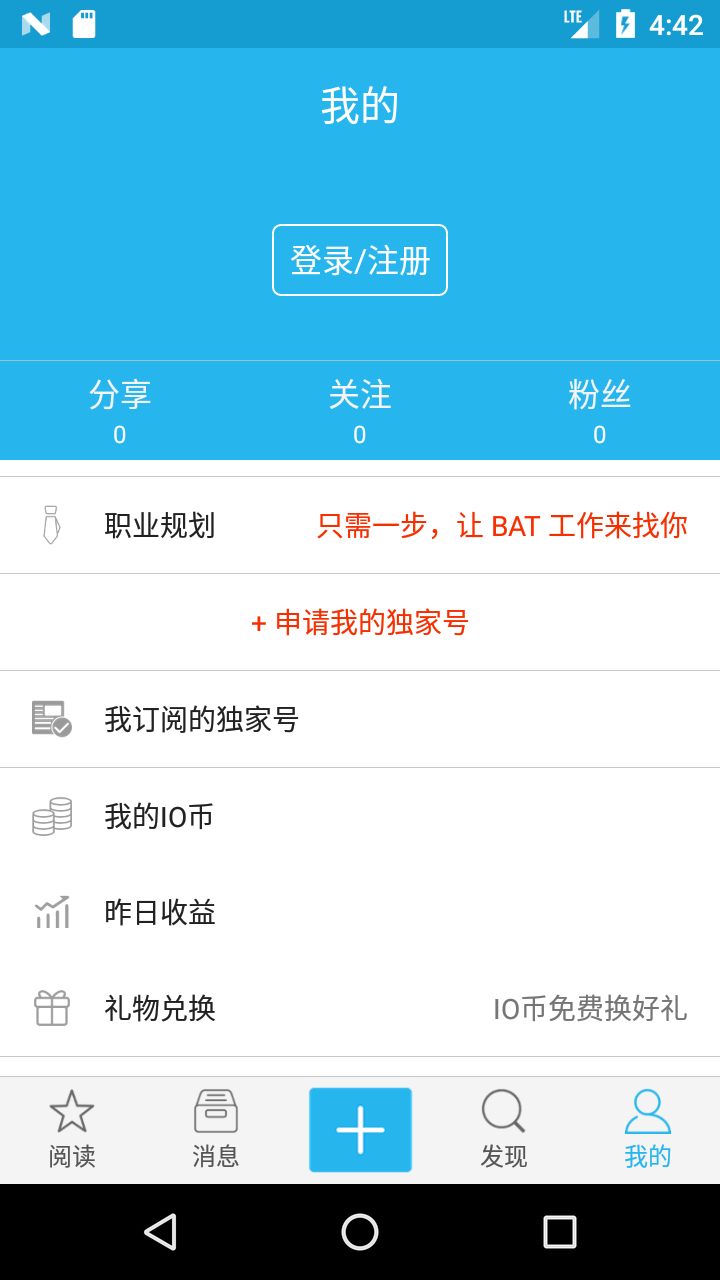 LTE 4:42
我的
登录/注册
分享 关注 粉丝
0 0 0
职业规划 只需一步，让 BAT 工作来找你
+ 申请我的独家号
我订阅的独家号
我的IO币
昨日收益
礼物兑换 IO币免费换好礼
阅读 消息 发现 我的